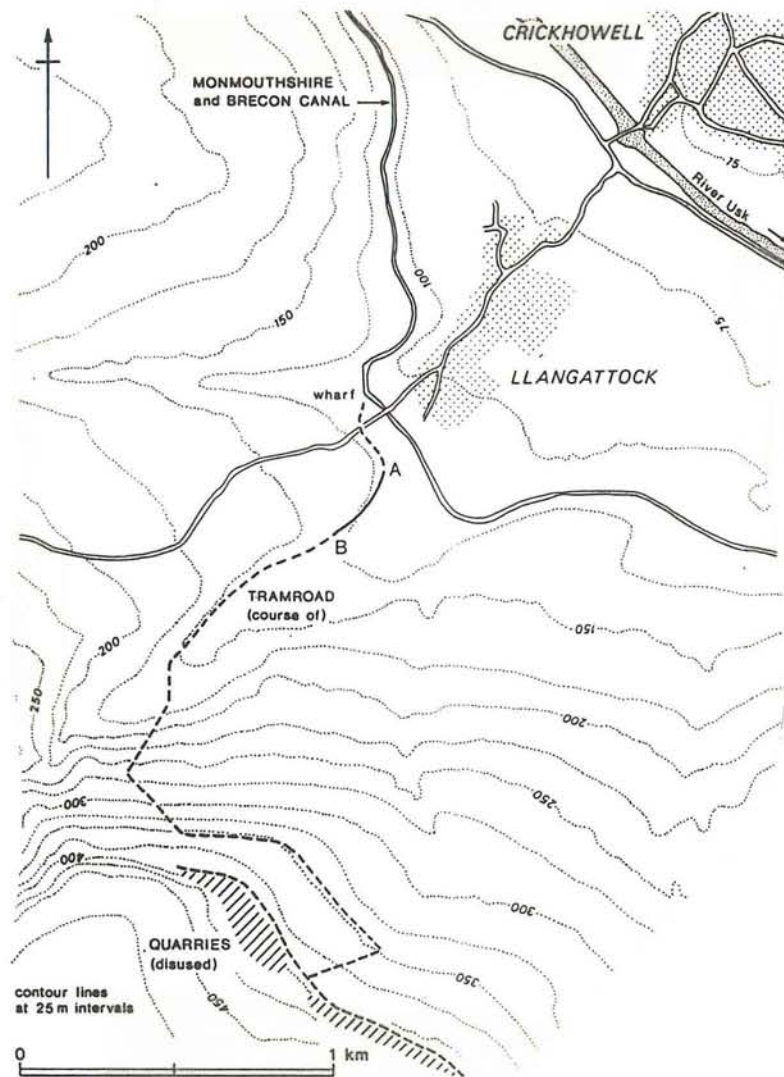 CRICKHOWELL
MONMOUTHSHIRE
and BRECON CANAL
75
River Usk
200
150
100
75
LLANGATTOCK
wharf
A
B
TRAMROAD
(course of)
150
200
250
200
250
300
400
300
350
QUARRIES
(disused)
450
contour lines
at 25 m intervals
0
1 km